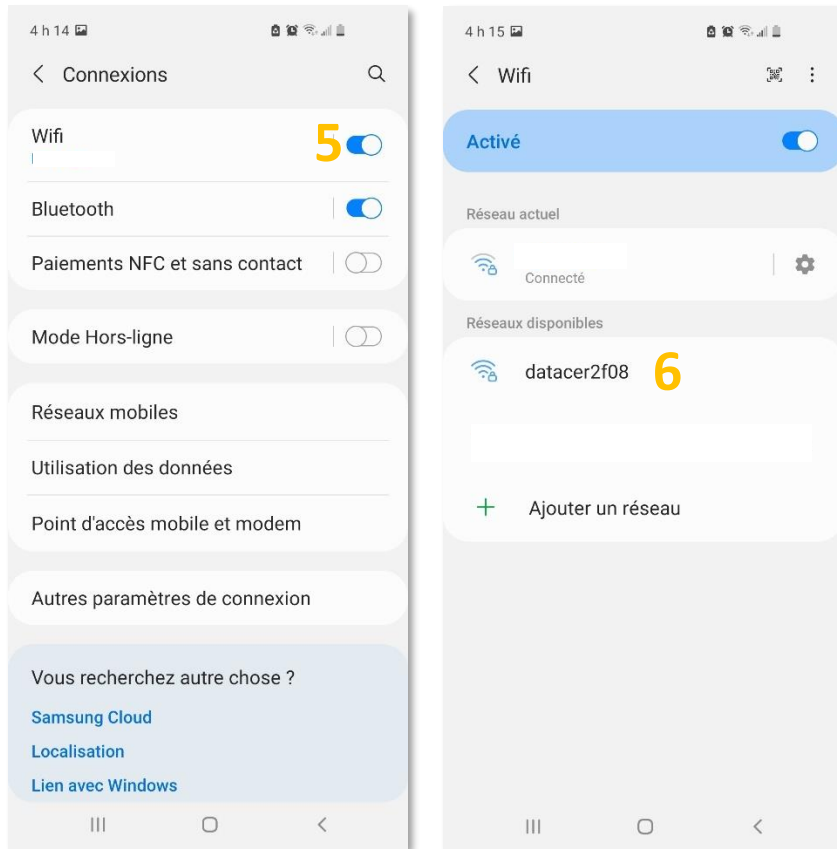 4 h 14
Connexions
Wifi
5
Bluetooth
Paiements NFC et sans contact
Mode Hors-ligne
Réseaux mobiles
Utilisation des données
Point d'accès mobile et modem
Autres paramètres de connexion
Vous recherchez autre chose ?
Samsung Cloud
Localisation
Lien avec Windows
4 h 15
Wifi
Activé
Réseau actuel
Connecté
Réseaux disponibles
datacer2f08
6
Ajouter un réseau